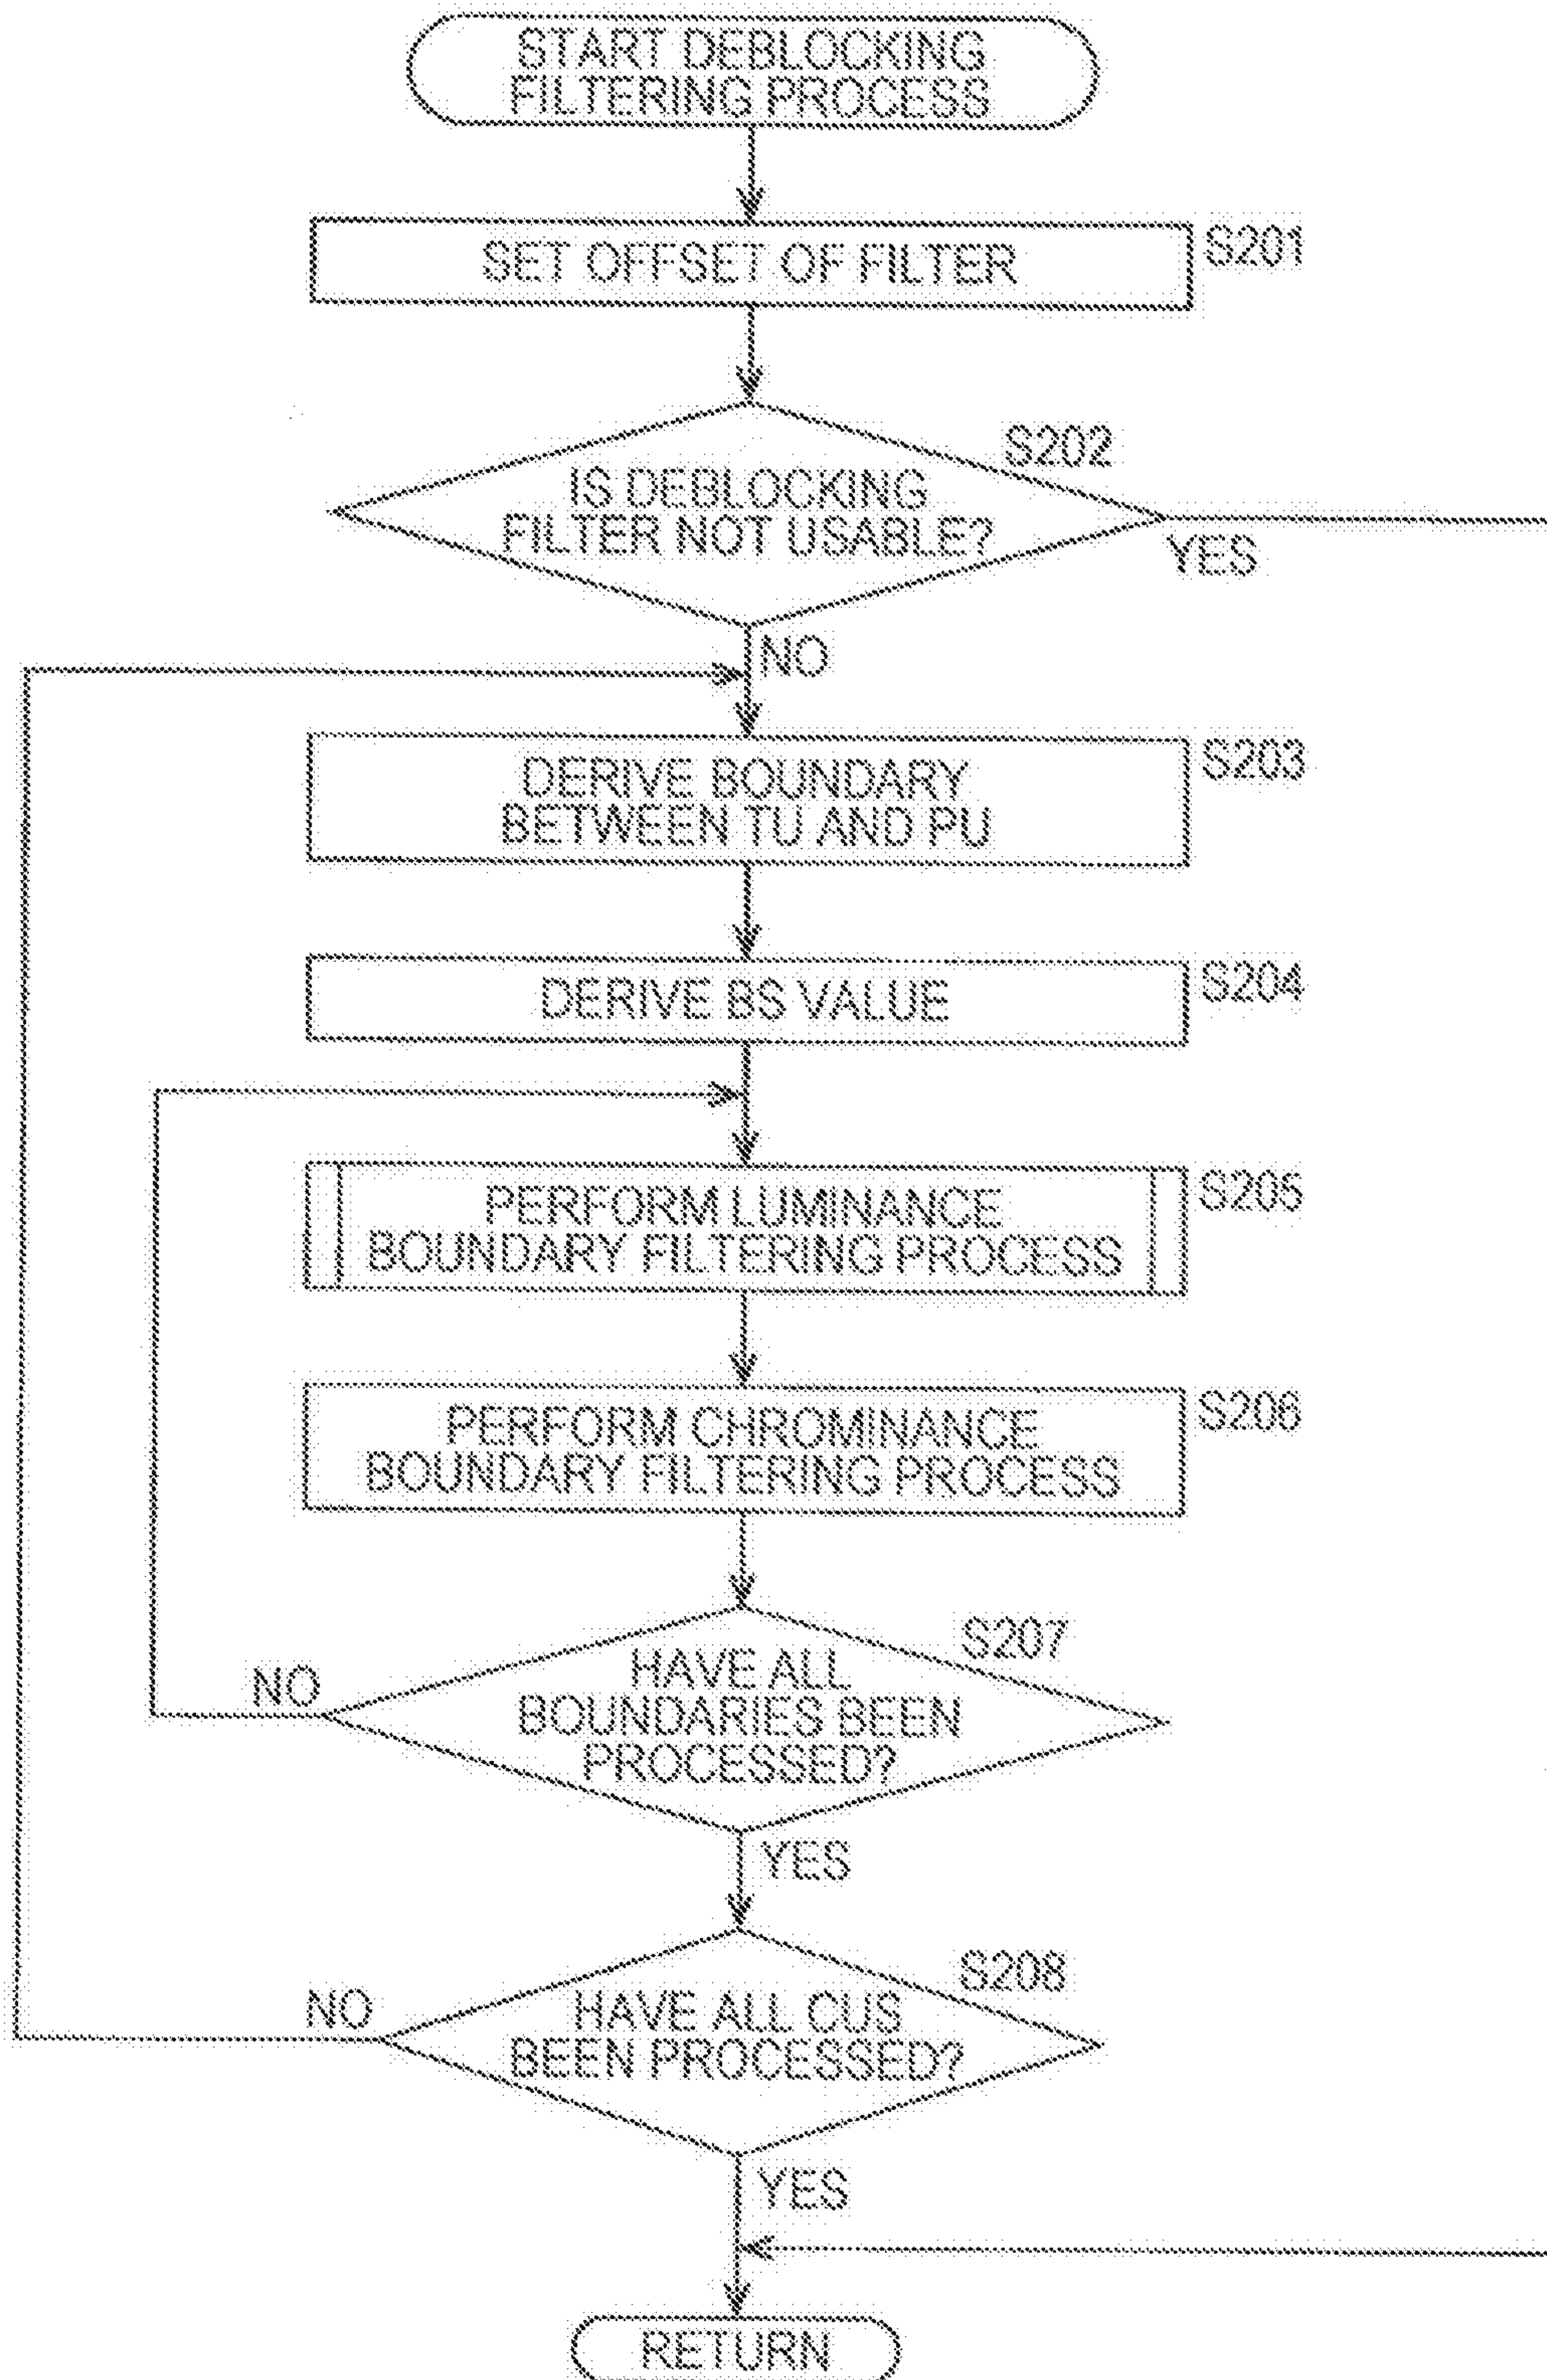 START DEBLOCKING
FILTERING PROCESS
SET OFFSET OF FILTER
S201
S202
IS DEBLOCKING
FILTER NOT USABLE?
YES
NO
DERIVE BOUNDARY
BETWEEN TU AND PU
S203
DERIVE BS VALUE
S204
PERFORM LUMINANCE
BOUNDARY FILTERING PROCESS
S205
PERFORM CHROMINANCE
BOUNDARY FILTERING PROCESS
S206
S207
HAVE ALL
BOUNDARIES BEEN
PROCESSED?
NO
YES
S208
HAVE ALL CUS
BEEN PROCESSED?
NO
YES
RETURN